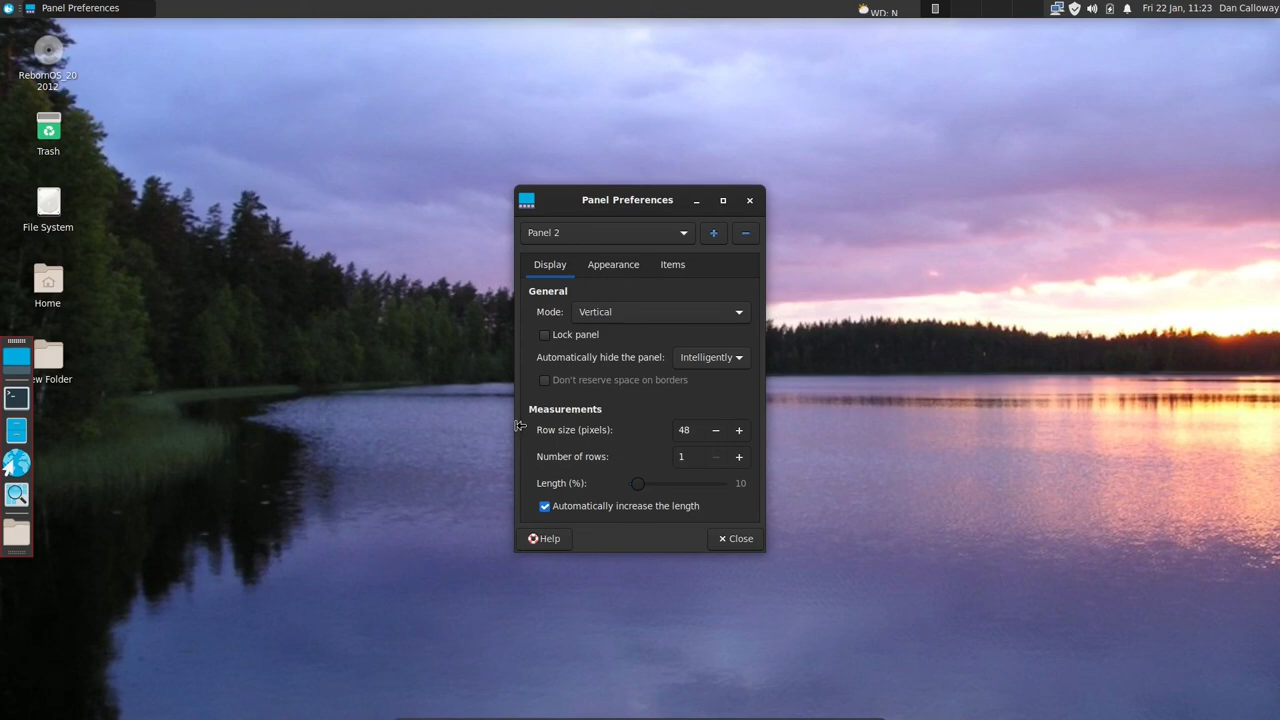 Panel Preferences
WD: N
Fri 22 Jan, 11:23
Dan Calloway
RebornOS_20
2012
Trash
File System
Home
ew Folder
Panel Preferences
Panel 2
Display
Appearance
Items
General
Mode:
Vertical
Lock panel
Automatically hide the panel:
Intelligently
Don't reserve space on borders
Measurements
Row size (pixels):
48
Number of rows:
1
Length (%):
10
Automatically increase the length
Help
Close